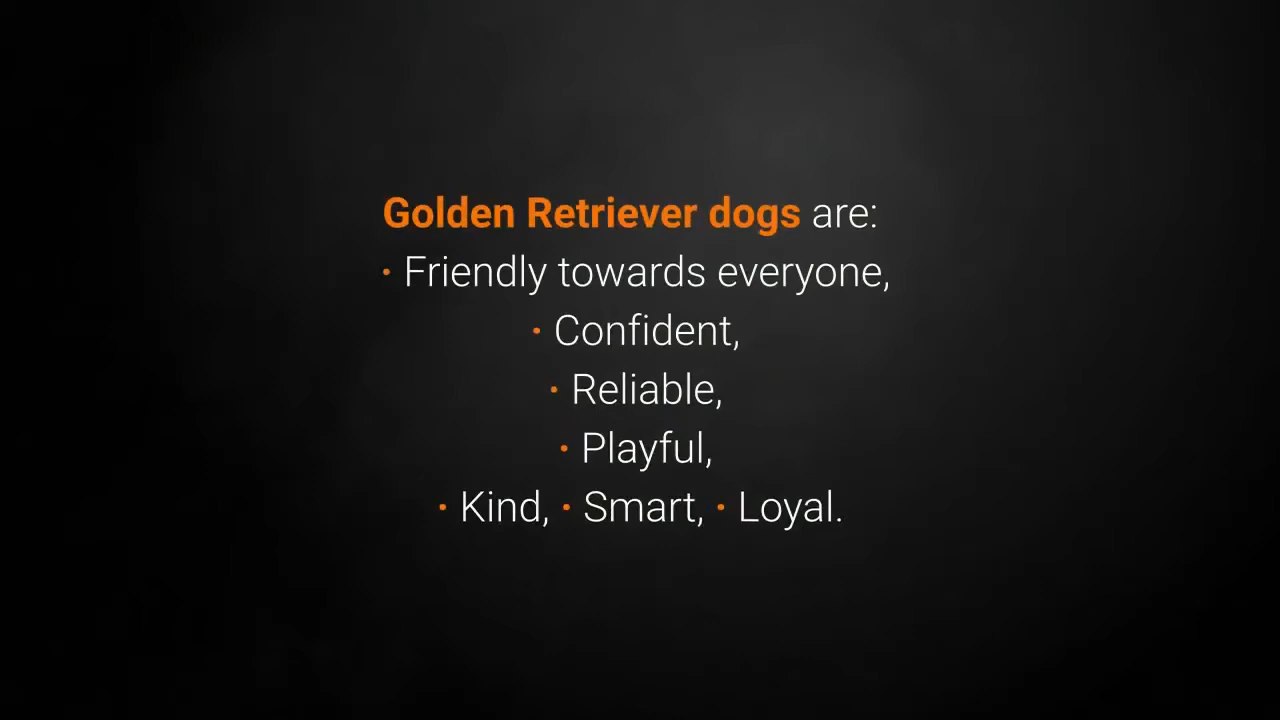 Golden Retriever dogs are:
• Friendly towards everyone,
• Confident,
• Reliable,
• Playful,
• Kind, • Smart, • Loyal.